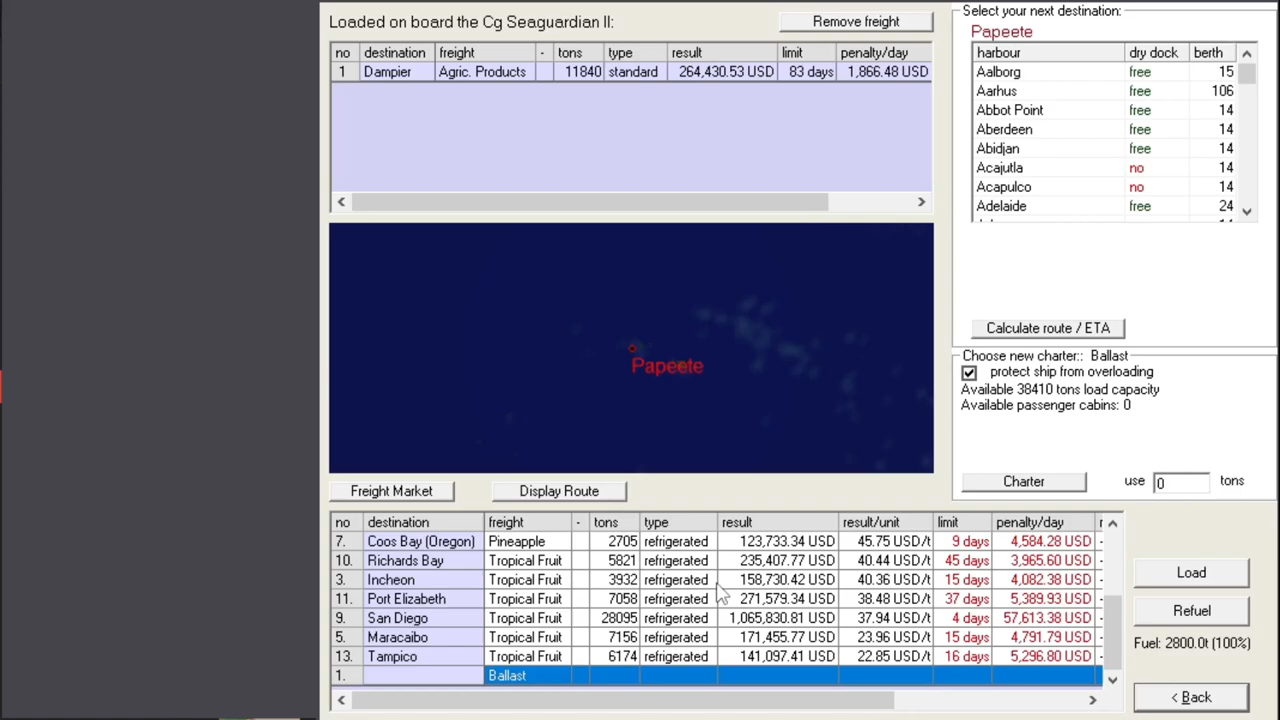 Loaded on board the Cg Seaguardian II:
Remove freight
no destination freight - tons type result limit penalty/day
1 Dampier Agric. Products 11840 standard 264,430.53 USD 83 days 1,866.48 USD
Select your next destination:
Papeete
harbour dry dock berth
Aalborg free 15
Aarhus free 106
Abbot Point free 14
Aberdeen free 14
Abidjan free 14
Acajutla no 14
Acapulco no 14
Adelaide free 24
Papeete
Calculate route / ETA
Choose new charter:: Ballast
protect ship from overloading
Available 38410 tons load capacity
Available passenger cabins: 0
Charter use 0 tons
Freight Market
Display Route
no destination freight - tons type result result/unit limit penalty/day
7. Coos Bay (Oregon) Pineapple 2705 refrigerated 123,733.34 USD 45.75 USD/t 9 days 4,584.28 USD -
10. Richards Bay Tropical Fruit 5821 refrigerated 235,407.77 USD 40.44 USD/t 45 days 3,965.60 USD -
3. Incheon Tropical Fruit 3932 refrigerated 158,730.42 USD 40.36 USD/t 15 days 4,082.38 USD -
11. Port Elizabeth Tropical Fruit 7058 refrigerated 271,579.34 USD 38.48 USD/t 37 days 5,389.93 USD -
9. San Diego Tropical Fruit 28095 refrigerated 1,065,830.81 USD 37.94 USD/t 4 days 57,613.38 USD -
5. Maracaibo Tropical Fruit 7156 refrigerated 171,455.77 USD 23.96 USD/t 15 days 4,791.79 USD -
13. Tampico Tropical Fruit 6174 refrigerated 141,097.41 USD 22.85 USD/t 16 days 5,296.80 USD -
1. Ballast
Load
Refuel
Fuel: 2800.0t (100%)
< Back